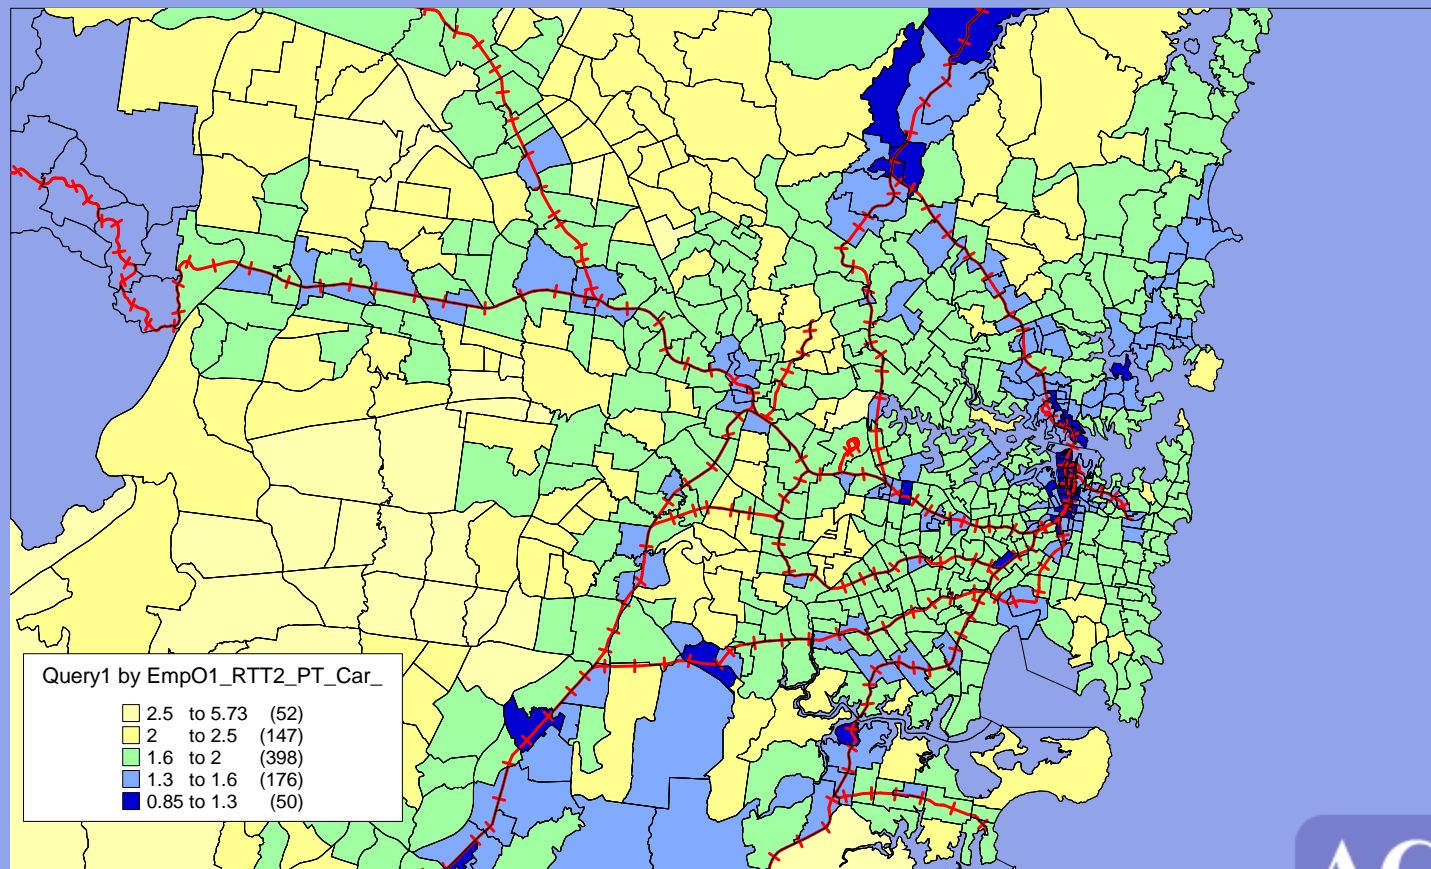 Query1 by EmpO1_RTT2_PT_Car_
2.5 to 5.73 (52)
2 to 2.5 (147)
1.6 to 2 (398)
1.3 to 1.6 (176)
0.85 to 1.3 (50)